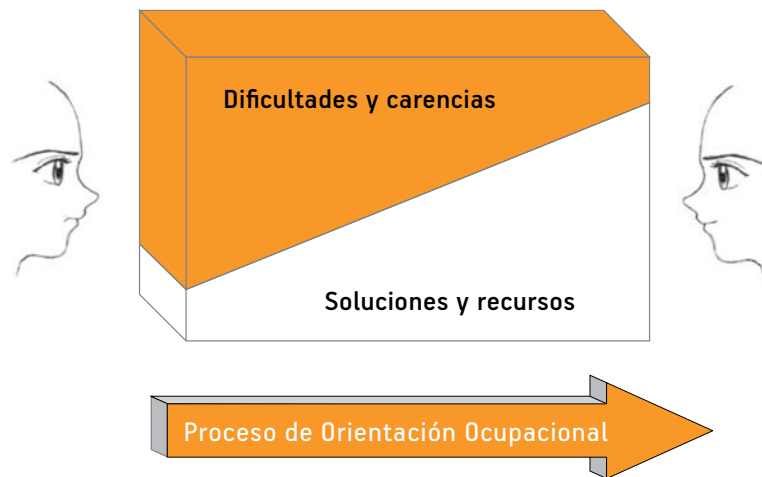 Dificultades y carencias
Soluciones y recursos
Proceso de Orientación Ocupacional